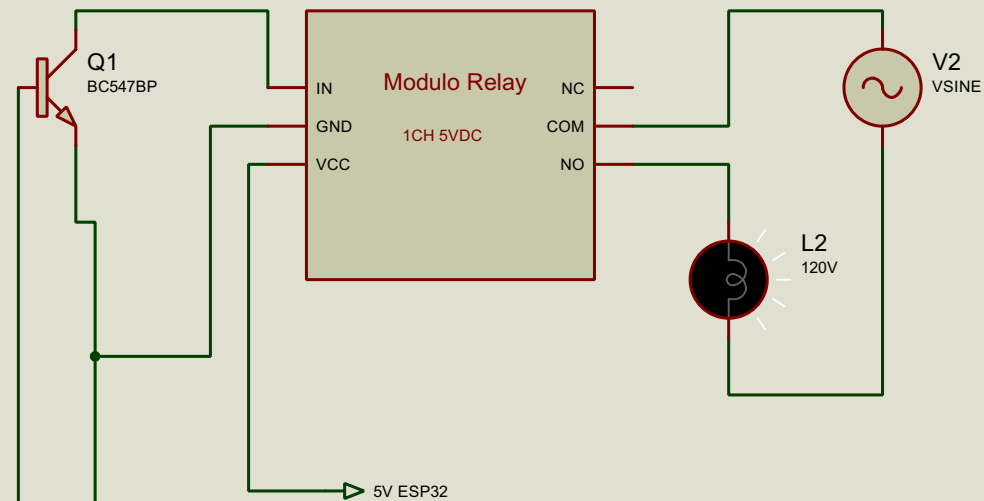 Q1
BC547BP
Modulo Relay
1CH 5VDC
IN
GND
VCC
NC
COM
NO
V2
VSINE
L2
120V
5V ESP32